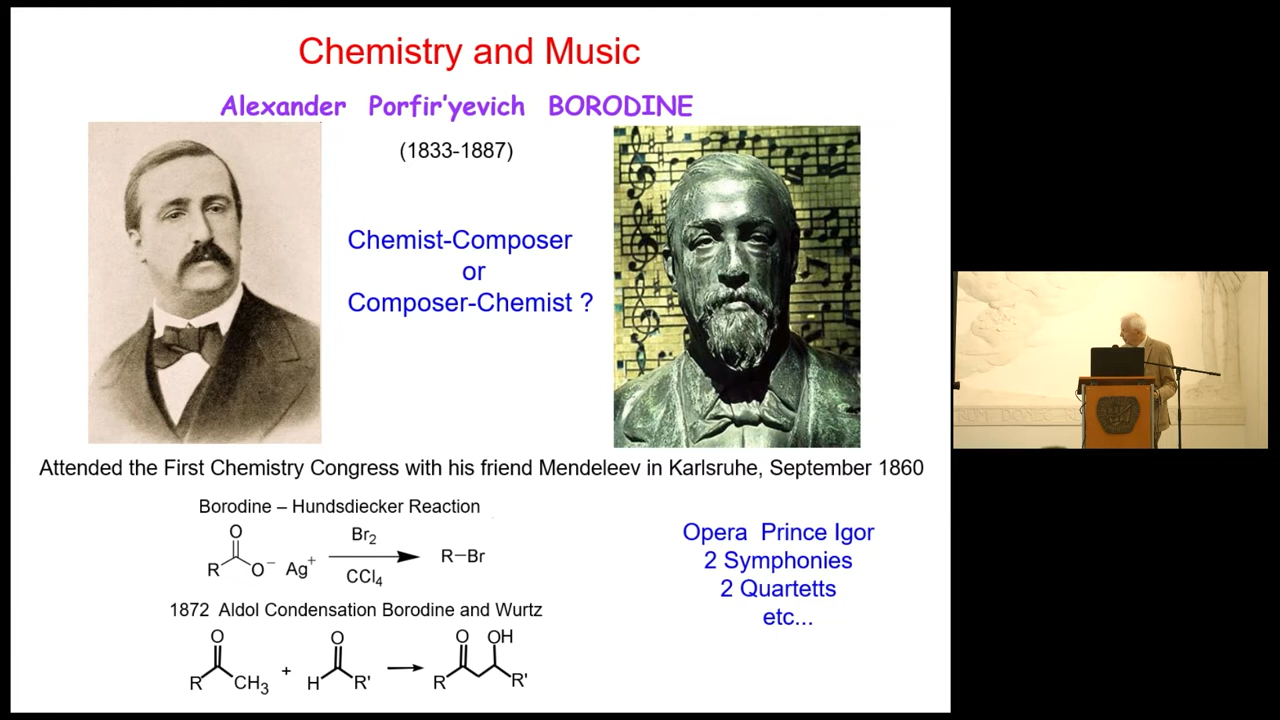 Chemistry and Music
Alexander Porfir'yevich BORODINE
(1833-1887)
Chemist-Composer
or
Composer-Chemist ?
Attended the First Chemistry Congress with his friend Mendeleev in Karlsruhe, September 1860
Borodine – Hundsdiecker Reaction
O
R
O⁻ Ag⁺
Br₂
CCl₄
R–Br
Opera Prince Igor
2 Symphonies
2 Quartetts
etc...
1872 Aldol Condensation Borodine and Wurtz
O
R
CH₃
+
O
H
R'
O
OH
R
R'